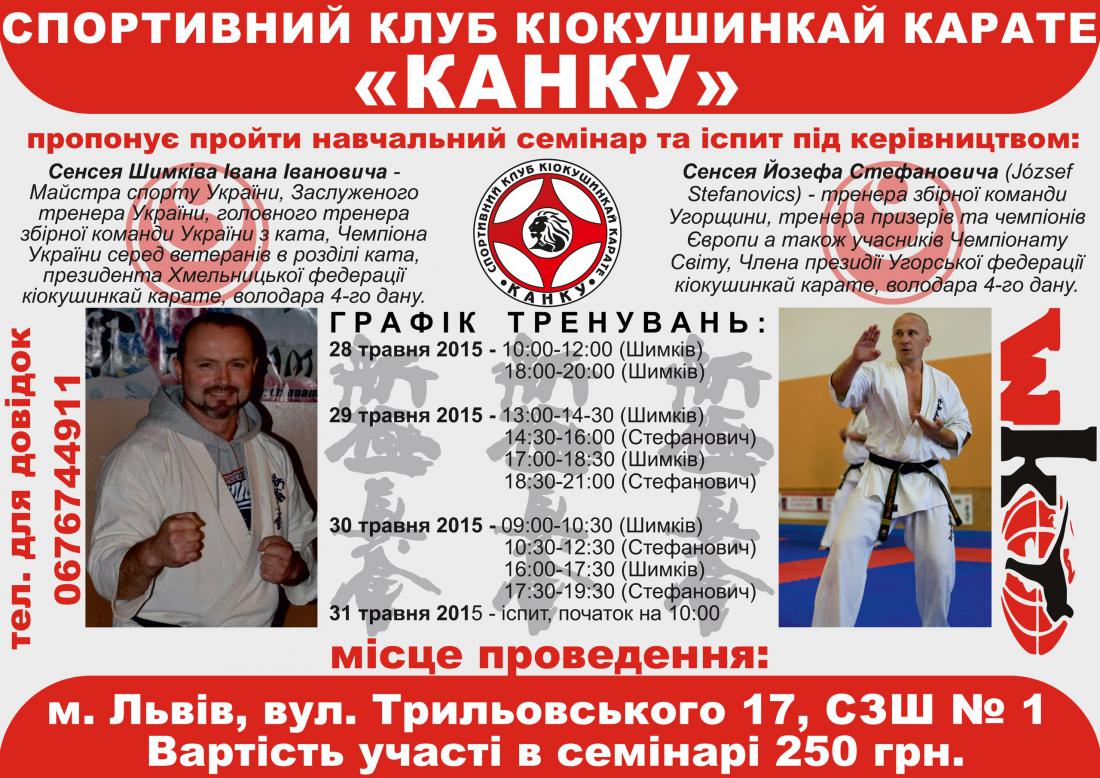 СПОРТИВНИЙ КЛУБ КІОКУШИНКАЙ КАРАТЕ
«КАНКУ»
пропонує пройти навчальний семінар та іспит під керівництвом:
Сенсея Шимківа Івана Івановича -
Майстра спорту України, Заслуженого
тренера України, головного тренера
збірної команди України з ката, Чемпіона
України серед ветеранів в розділі ката,
президента Хмельницької федерації
кіокушинкай карате, володара 4-го дану.
СПОРТИВНИЙ КЛУБ КІОКУШИНКАЙ КАРАТЕ
• КАНКУ •
Сенсея Йозефа Стефановича (József
Stefanovics) - тренера збірної команди
Угорщини, тренера призерів та чемпіонів
Європи а також учасників Чемпіонату
Світу, Члена президії Угорської федерації
кіокушинкай карате, володара 4-го дану.
тел. для довідок
0676744911
ГРАФІК ТРЕНУВАНЬ:
28 травня 2015 - 10:00-12:00 (Шимків)
18:00-20:00 (Шимків)
29 травня 2015 - 13:00-14-30 (Шимків)
14:30-16:00 (Стефанович)
17:00-18:30 (Шимків)
18:30-21:00 (Стефанович)
30 травня 2015 - 09:00-10:30 (Шимків)
10:30-12:30 (Стефанович)
16:00-17:30 (Шимків)
17:30-19:30 (Стефанович)
31 травня 2015 - іспит, початок на 10.00
wko
місце проведення:
м. Львів, вул. Трильовського 17, СЗШ № 1
Вартість участі в семінарі 250 грн.